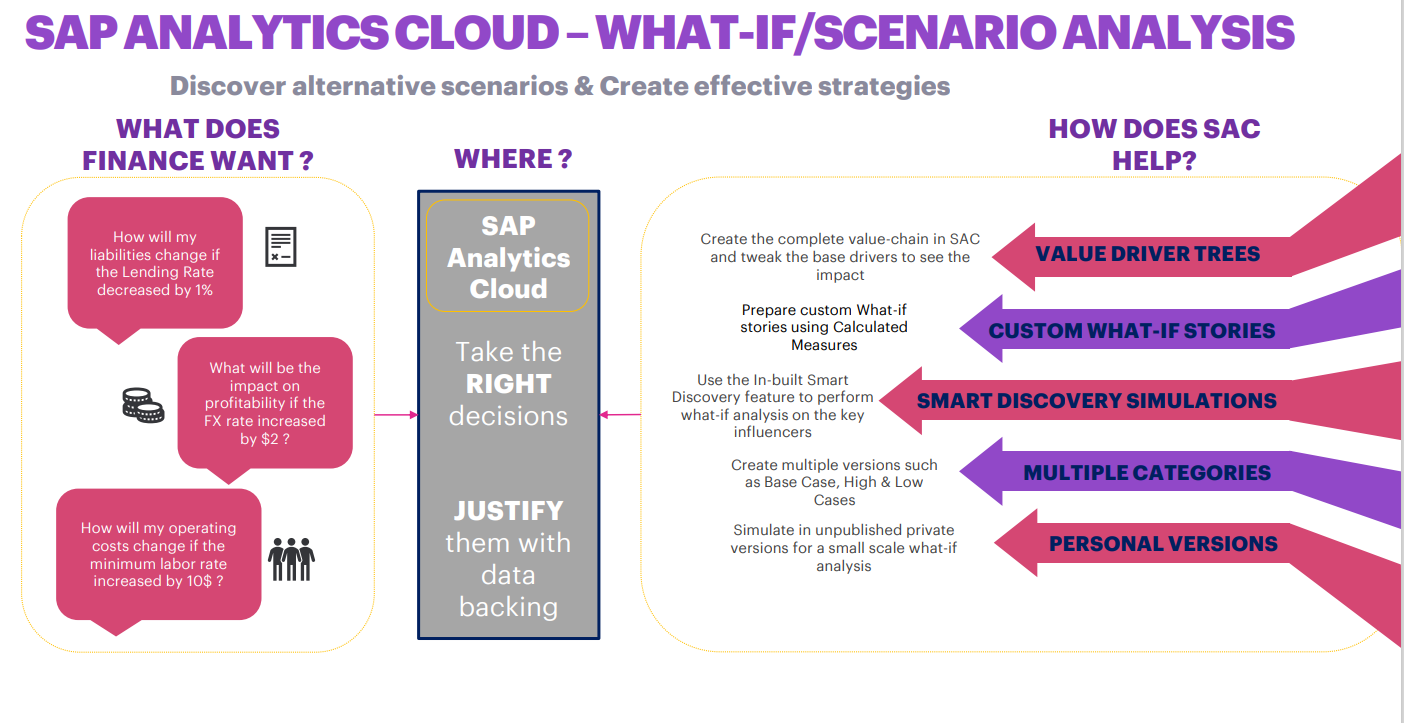 SAP ANALYTICS CLOUD – WHAT-IF/SCENARIO ANALYSIS
Discover alternative scenarios & Create effective strategies
WHAT DOES
FINANCE WANT ?
How will my
liabilities change if
the Lending Rate
decreased by 1%
What will be the
impact on
profitability if the
FX rate increased
by $2 ?
How will my operating
costs change if the
minimum labor rate
increased by 10$ ?
WHERE ?
SAP
Analytics
Cloud
Take the
RIGHT
decisions
JUSTIFY
them with
data
backing
HOW DOES SAC
HELP?
Create the complete value-chain in SAC
and tweak the base drivers to see the
impact
VALUE DRIVER TREES
Prepare custom What-if
stories using Calculated
Measures
CUSTOM WHAT-IF STORIES
Use the In-built Smart
Discovery feature to perform
what-if analysis on the key
influencers
SMART DISCOVERY SIMULATIONS
Create multiple versions such
as Base Case, High & Low
Cases
MULTIPLE CATEGORIES
Simulate in unpublished private
versions for a small scale what-if
analysis
PERSONAL VERSIONS